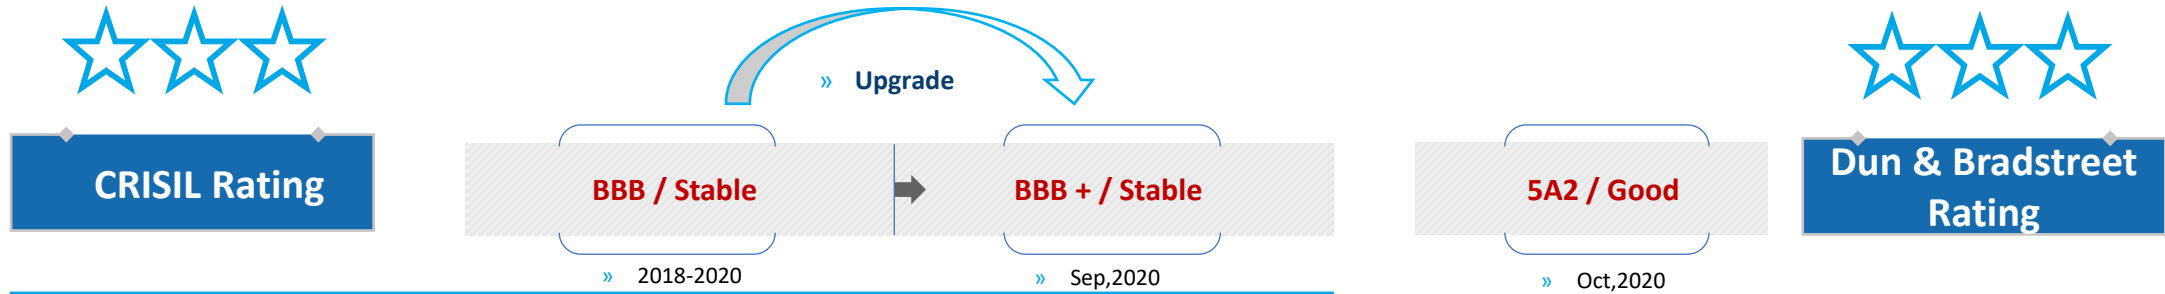 » Upgrade
CRISIL Rating
BBB / Stable
BBB + / Stable
5A2 / Good
Dun & Bradstreet
Rating
» 2018-2020
» Sep,2020
» Oct,2020